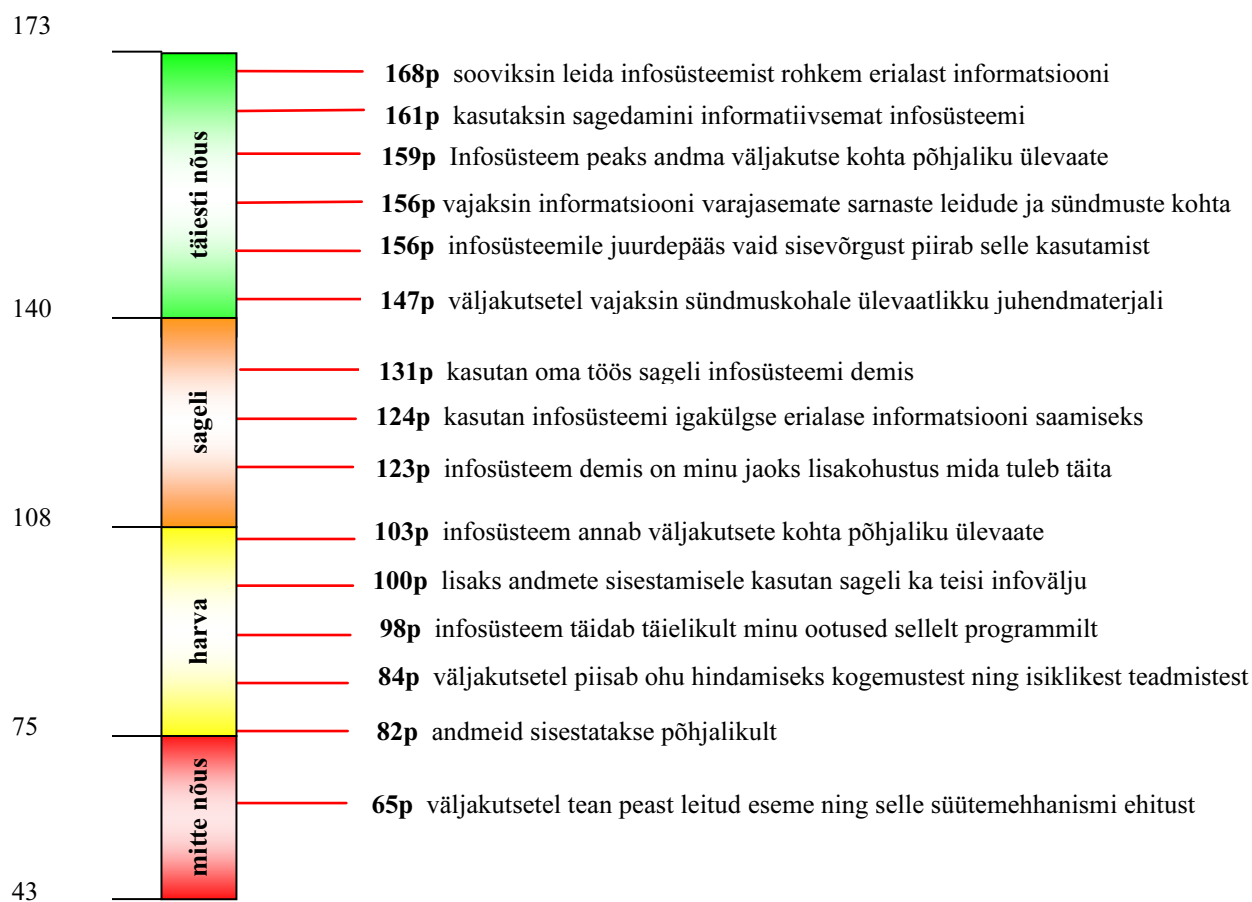 173
168p sooviksin leida infosüsteemist rohkem erialast informatsiooni
161p kasutaksin sagedamini informatiivsemat infosüsteemi
159p Infosüsteem peaks andma väljakutse kohta põhjaliku ülevaate
156p vajaksin informatsiooni varajasemate sarnaste leidude ja sündmuste kohta
156p infosüsteemile juurdepääs vaid sisevõrgust piirab selle kasutamist
147p väljakutsetel vajaksin sündmuskohale ülevaatlikku juhendmaterjali
täiesti nõus
140
131p kasutan oma töös sageli infosüsteemi demis
124p kasutan infosüsteemi igakülgse erialase informatsiooni saamiseks
123p infosüsteem demis on minu jaoks lisakohustus mida tuleb täita
sageli
108
103p infosüsteem annab väljakutsete kohta põhjaliku ülevaate
100p lisaks andmete sisestamisele kasutan sageli ka teisi infovälju
98p infosüsteem täidab täielikult minu ootused sellelt programmilt
84p väljakutsetel piisab ohu hindamiseks kogemustest ning isiklikest teadmistest
82p andmeid sisestatakse põhjalikult
harva
75
65p väljakutsetel tean peast leitud eseme ning selle süütemehhanismi ehitust
mitte nõus
43